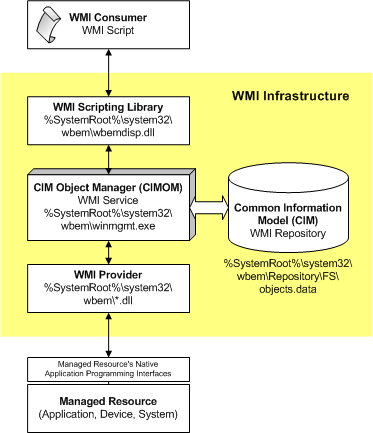 WMI Consumer
WMI Script
WMI Infrastructure
WMI Scripting Library
%SystemRoot%\system32\
wbem\wbemdisp.dll
CIM Object Manager (CIMOM)
WMI Service
%SystemRoot%\system32\
wbem\winmgmt.exe
Common Information
Model (CIM)
WMI Repository
%SystemRoot%\system32\
wbem\Repository\FS\
objects.data
WMI Provider
%SystemRoot%\system32\
wbem\*.dll
Managed Resource's Native
Application Programming Interfaces
Managed Resource
(Application, Device, System)